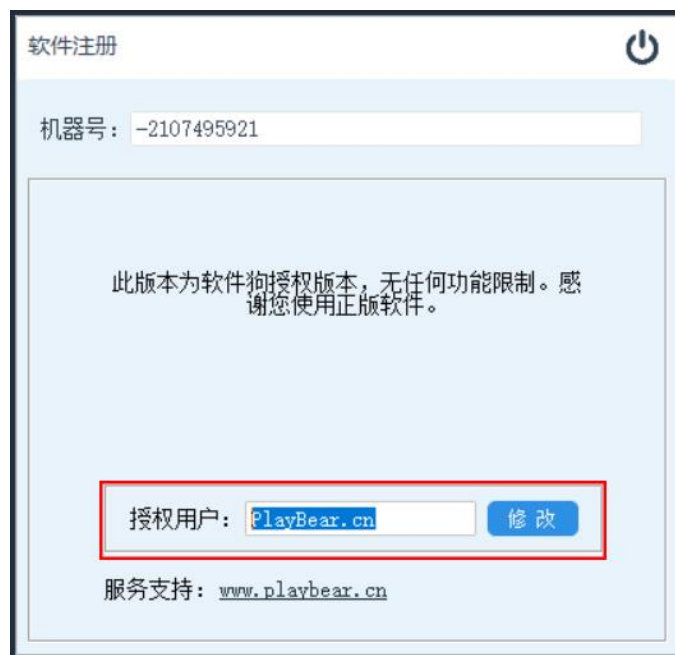 软件注册
机器号：-2107495921
此版本为软件狗授权版本，无任何功能限制。感
谢您使用正版软件。
授权用户：PlayBear.cn 修改
服务支持：www.playbear.cn